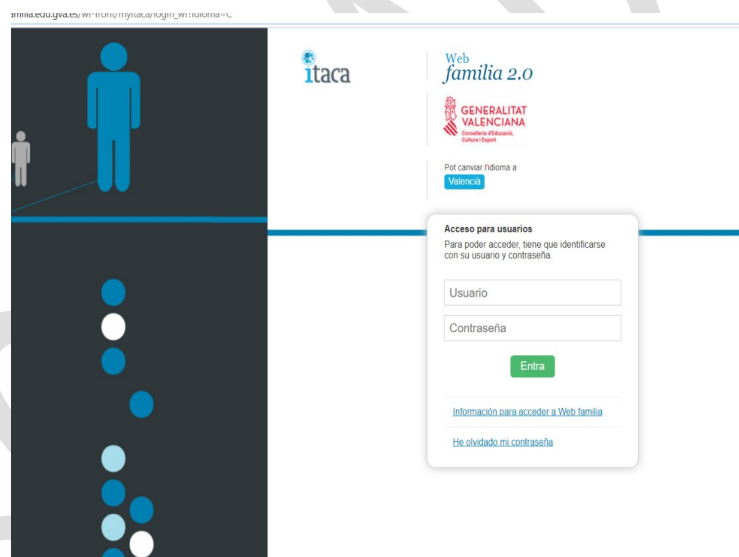 itaca
Web
familia 2.0
GENERALITAT
VALENCIANA
Conselleria d'Educació,
Cultura i Esport
Pot canviar l'idioma a
Valencià
Acceso para usuarios
Para poder acceder, tiene que identificarse
con su usuario y contraseña.
Usuario
Contraseña
Entra
Información para acceder a Web familia
He olvidado mi contraseña